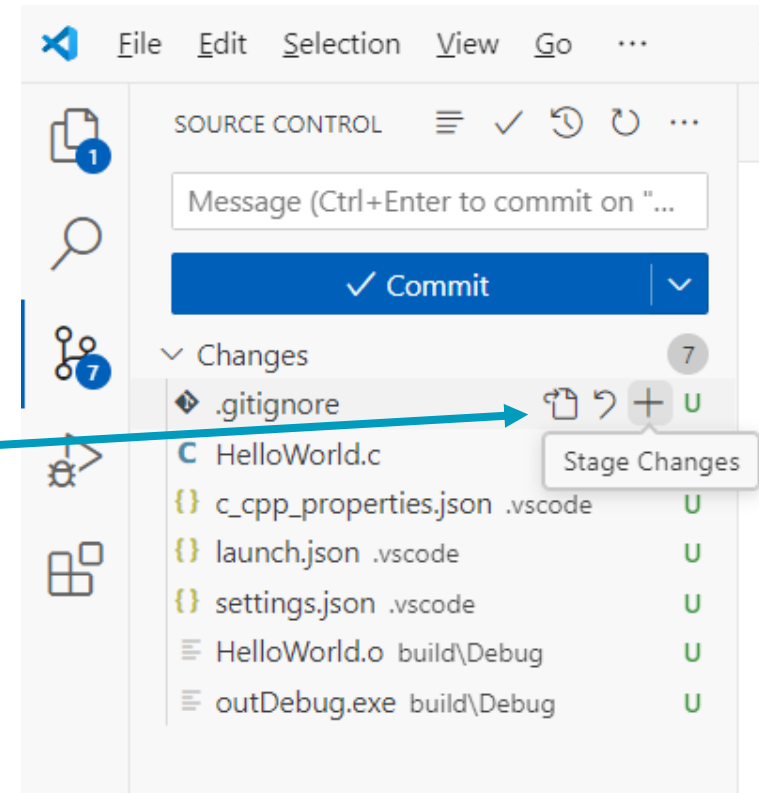 File Edit Selection View Go ...
SOURCE CONTROL ...
1
Message (Ctrl+Enter to commit on "...
Commit
7
Changes 7
.gitignore U
C HelloWorld.c
Stage Changes
{} c_cpp_properties.json .vscode U
{} launch.json .vscode U
{} settings.json .vscode U
HelloWorld.o build\Debug U
outDebug.exe build\Debug U